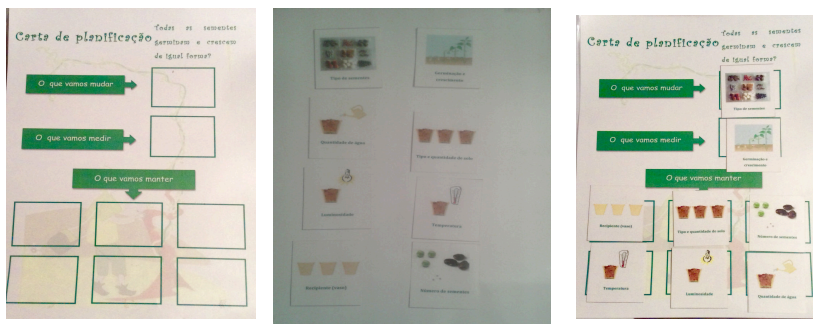 Carta de planificação
Todas as sementes
germinam e crescem
de igual forma?
O que vamos mudar
O que vamos medir
O que vamos manter
Tipo de sementes
Germinação e
crescimento
Quantidade de água
Tipo e quantidade de solo
Luminosidade
Temperatura
Recipiente (vaso)
Número de sementes
Carta de planificação
Todas as sementes
germinam e crescem
de igual forma?
O que vamos mudar
Tipo de sementes
O que vamos medir
Germinação e
crescimento
O que vamos manter
Recipiente (vaso)
Tipo e quantidade de solo
Número de sementes
Temperatura
Luminosidade
Quantidade de água